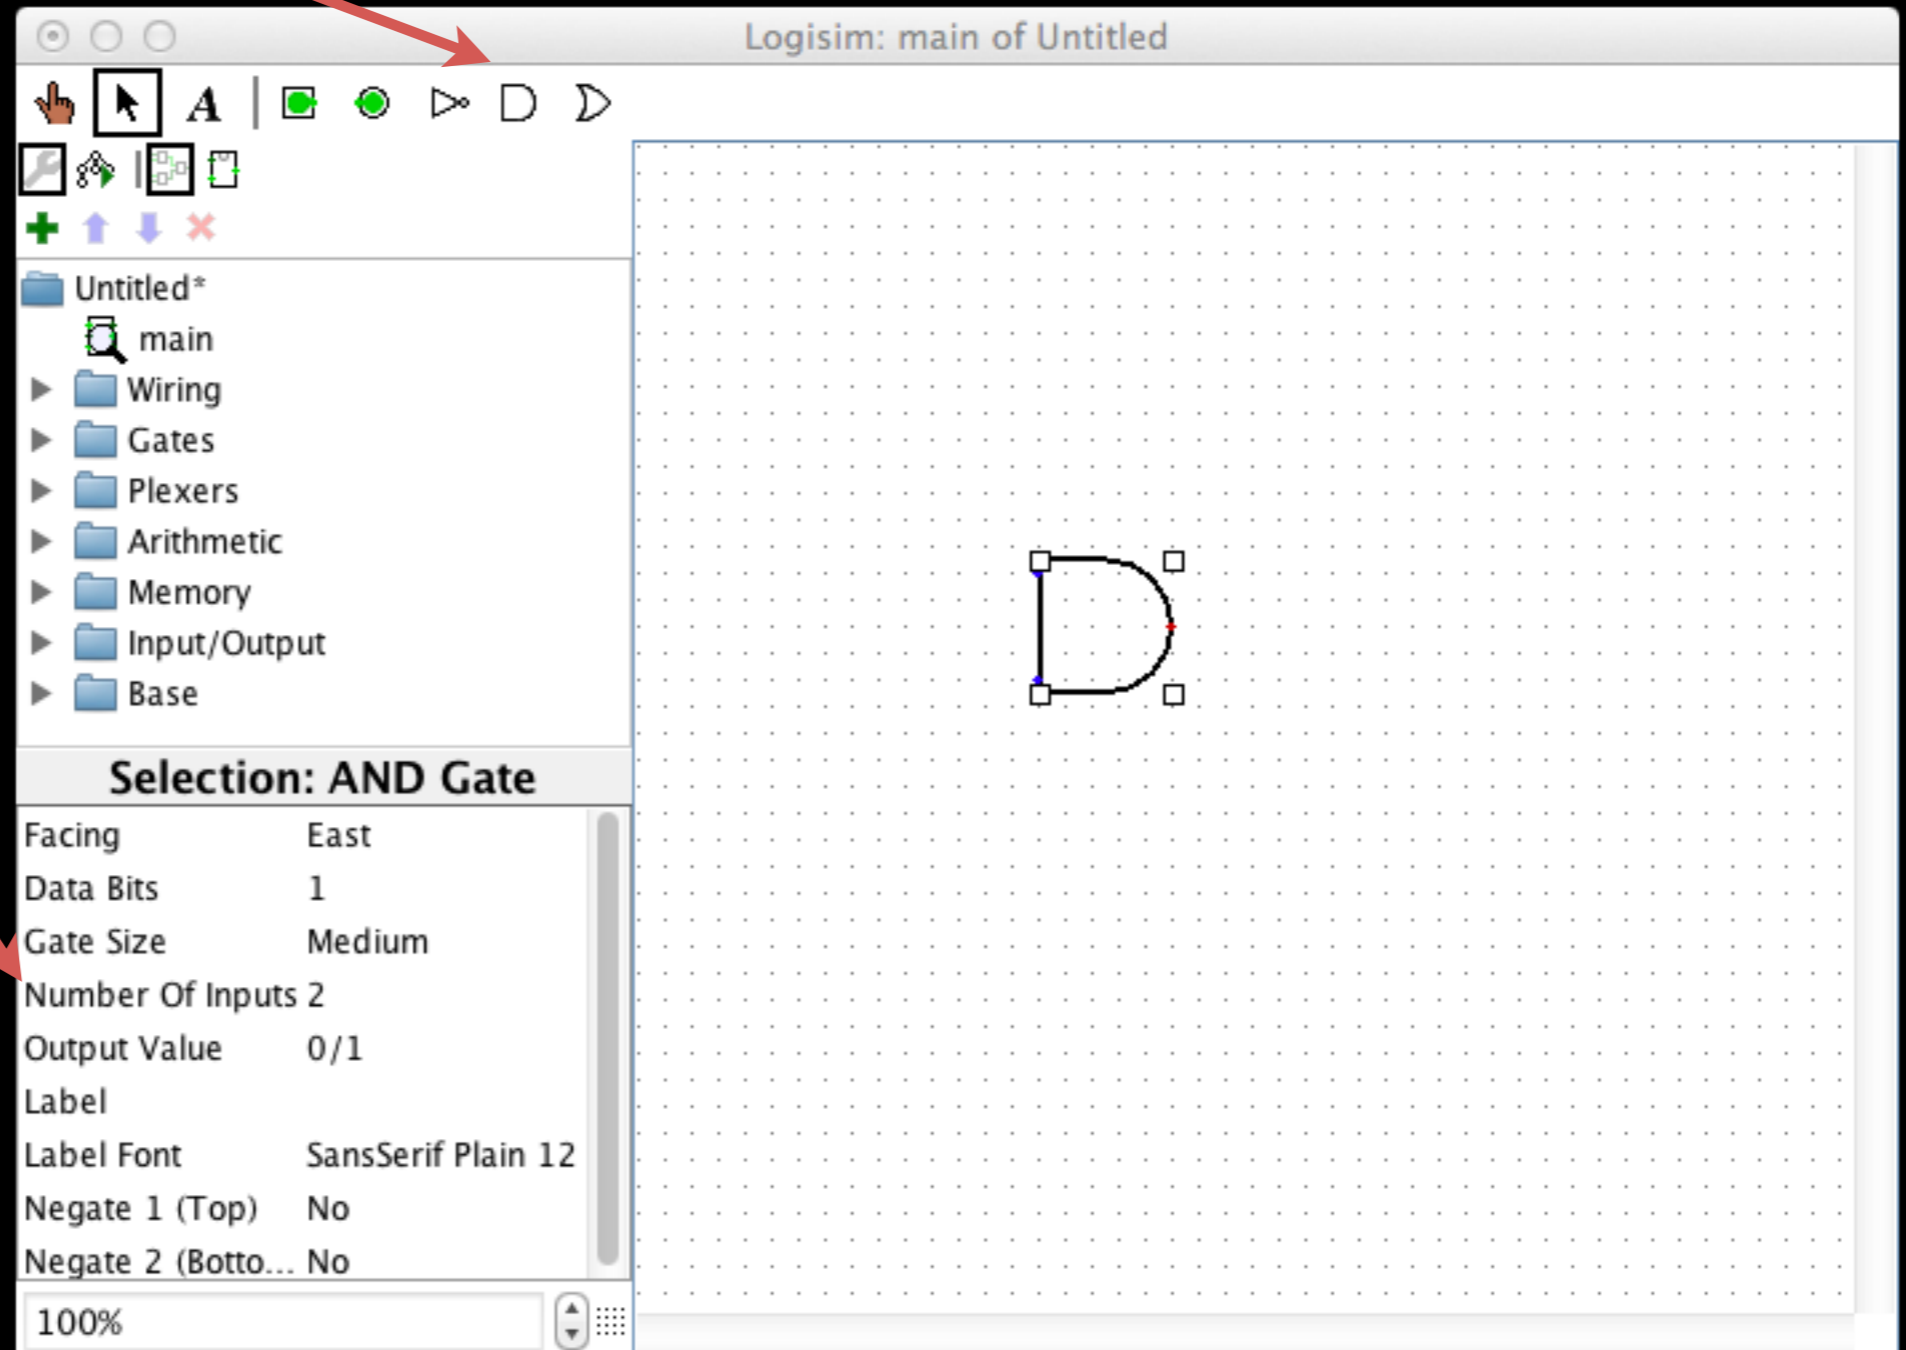 Logisim: main of Untitled
A
Untitled*
main
Wiring
Gates
Plexers
Arithmetic
Memory
Input/Output
Base
Selection: AND Gate
Facing East
Data Bits 1
Gate Size Medium
Number Of Inputs 2
Output Value 0/1
Label
Label Font SansSerif Plain 12
Negate 1 (Top) No
Negate 2 (Botto... No
100%